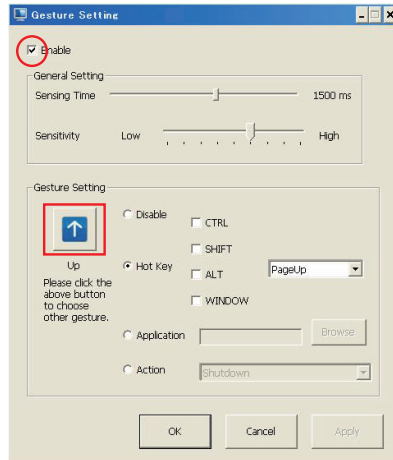 Gesture Setting
Enable
General Setting
Sensing Time 1500 ms
Sensitivity Low High
Gesture Setting
Disable CTRL
SHIFT
Up Hot Key ALT PageUp
Please click the
above button
to choose
other gesture.
WINDOW
Application Browse
Action Shutdown
OK Cancel Apply